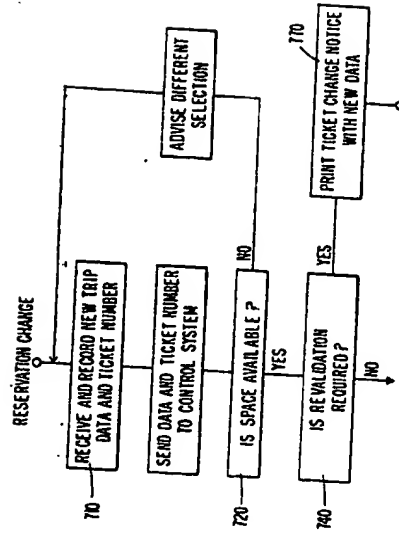 RESERVATION CHANGE
RECEIVE AND RECORD NEW TRIP
DATA AND TICKET NUMBER
710
SEND DATA AND TICKET NUMBER
TO CONTROL SYSTEM
ADVISE DIFFERENT
SELECTION
IS SPACE AVAILABLE ?
720
NO
YES
IS REVALIDATION
REQUIRED ?
740
YES
NO
PRINT TICKET CHANGE NOTICE
WITH NEW DATA
770